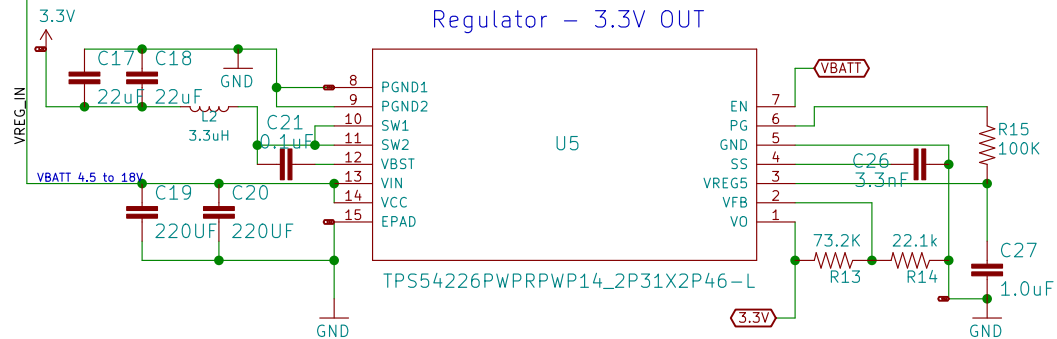 Regulator - 3.3V OUT
3.3V
C17
22uF
C18
22uF
GND
L2
3.3uH
C21
0.1uF
VREG_IN
VBATT 4.5 to 18V
C19
220UF
C20
220UF
GND
8 PGND1
9 PGND2
10 SW1
11 SW2
12 VBST
13 VIN
14 VCC
15 EPAD
U5
EN 7
PG 6
GND 5
SS 4
VREG5 3
VFB 2
VO 1
TPS54226PWPRPWP14_2P31X2P46-L
VBATT
R15
100K
C26
3.3nF
73.2K
R13
22.1k
R14
C27
1.0uF
3.3V
GND